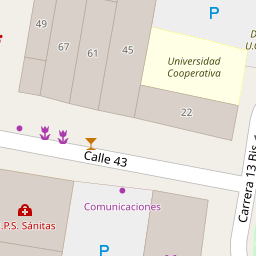 P
49
67
61
45
D
U.C
Universidad
Cooperativa
22
Calle 43
Carrera 13 Bis
Comunicaciones
.P.S. Sánitas
P